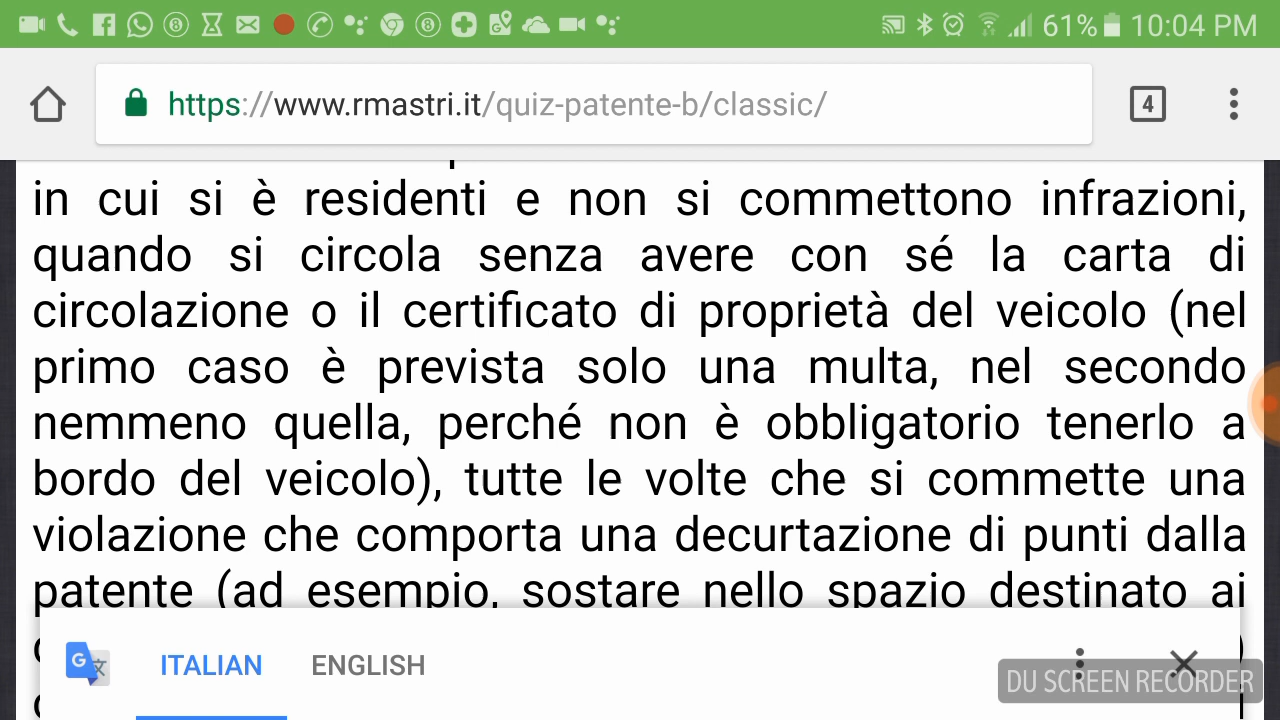 61% 10:04 PM
https://www.rmastri.it/quiz-patente-b/classic/
4
in cui si è residenti e non si commettono infrazioni,
quando si circola senza avere con sé la carta di
circolazione o il certificato di proprietà del veicolo (nel
primo caso è prevista solo una multa, nel secondo
nemmeno quella, perché non è obbligatorio tenerlo a
bordo del veicolo), tutte le volte che si commette una
violazione che comporta una decurtazione di punti dalla
patente (ad esempio, sostare nello spazio destinato ai
ITALIAN ENGLISH
DU SCREEN RECORDER